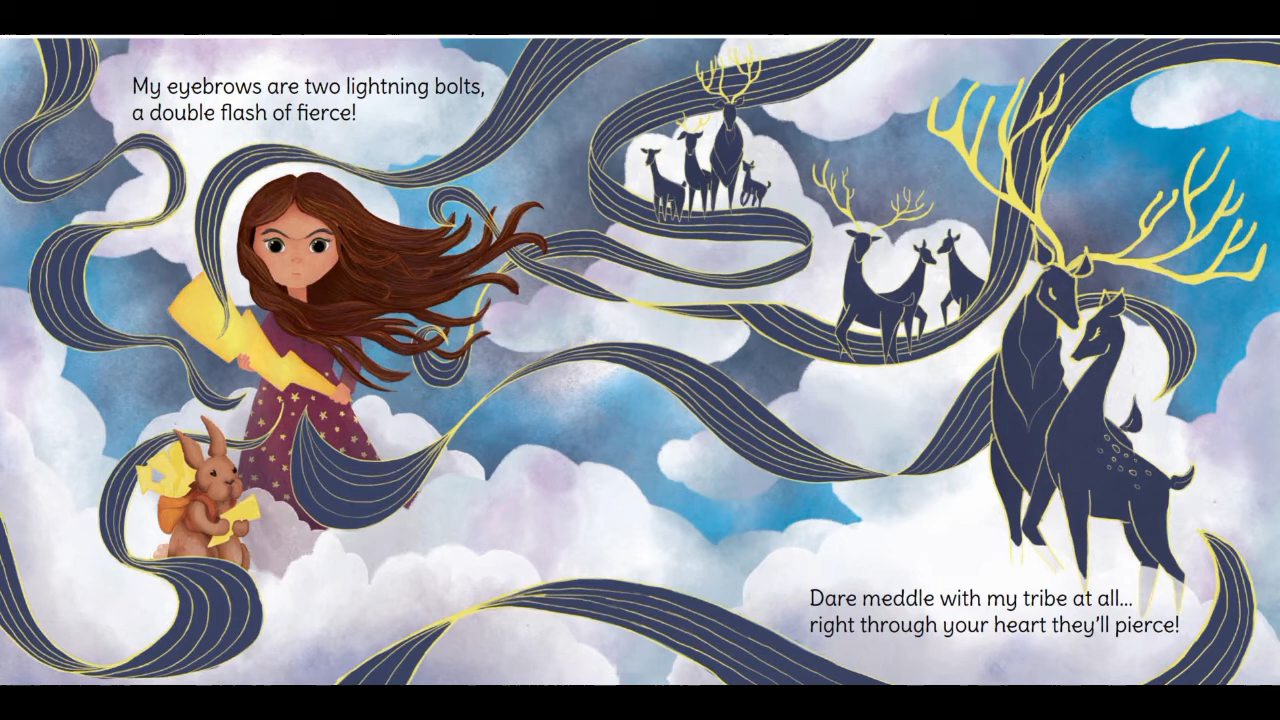 My eyebrows are two lightning bolts,
a double flash of fierce!
Dare meddle with my tribe at all...
right through your heart they'll pierce!